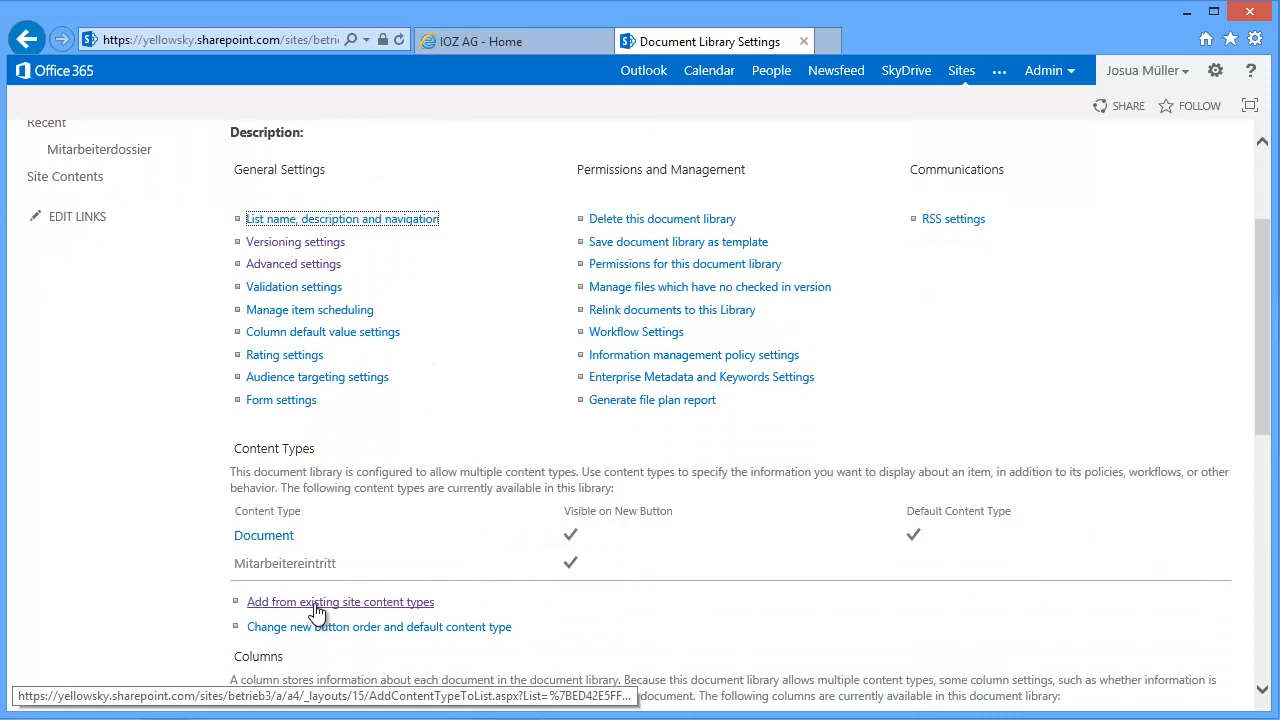 https://yellowsky.sharepoint.com/sites/betrie
IOZ AG - Home
Document Library Settings
Office 365
Outlook
Calendar
People
Newsfeed
SkyDrive
Sites
...
Admin
Josua Müller
?
SHARE
FOLLOW
Recent
Mitarbeiterdossier
Site Contents
EDIT LINKS
Description:
General Settings
Permissions and Management
Communications
List name, description and navigation
Delete this document library
RSS settings
Versioning settings
Save document library as template
Advanced settings
Permissions for this document library
Validation settings
Manage files which have no checked in version
Manage item scheduling
Relink documents to this Library
Column default value settings
Workflow Settings
Rating settings
Information management policy settings
Audience targeting settings
Enterprise Metadata and Keywords Settings
Form settings
Generate file plan report
Content Types
This document library is configured to allow multiple content types. Use content types to specify the information you want to display about an item, in addition to its policies, workflows, or other
behavior. The following content types are currently available in this library:
Content Type
Visible on New Button
Default Content Type
Document
Mitarbeitereintritt
Add from existing site content types
Change new button order and default content type
Columns
A column stores information about each document in the document library. Because this document library allows multiple content types, some column settings, such as whether information is
https://yellowsky.sharepoint.com/sites/betrieb3/a/a4/_layouts/15/AddContentTypeToList.aspx?List=%7BED42E5FF...
document. The following columns are currently available in this document library: